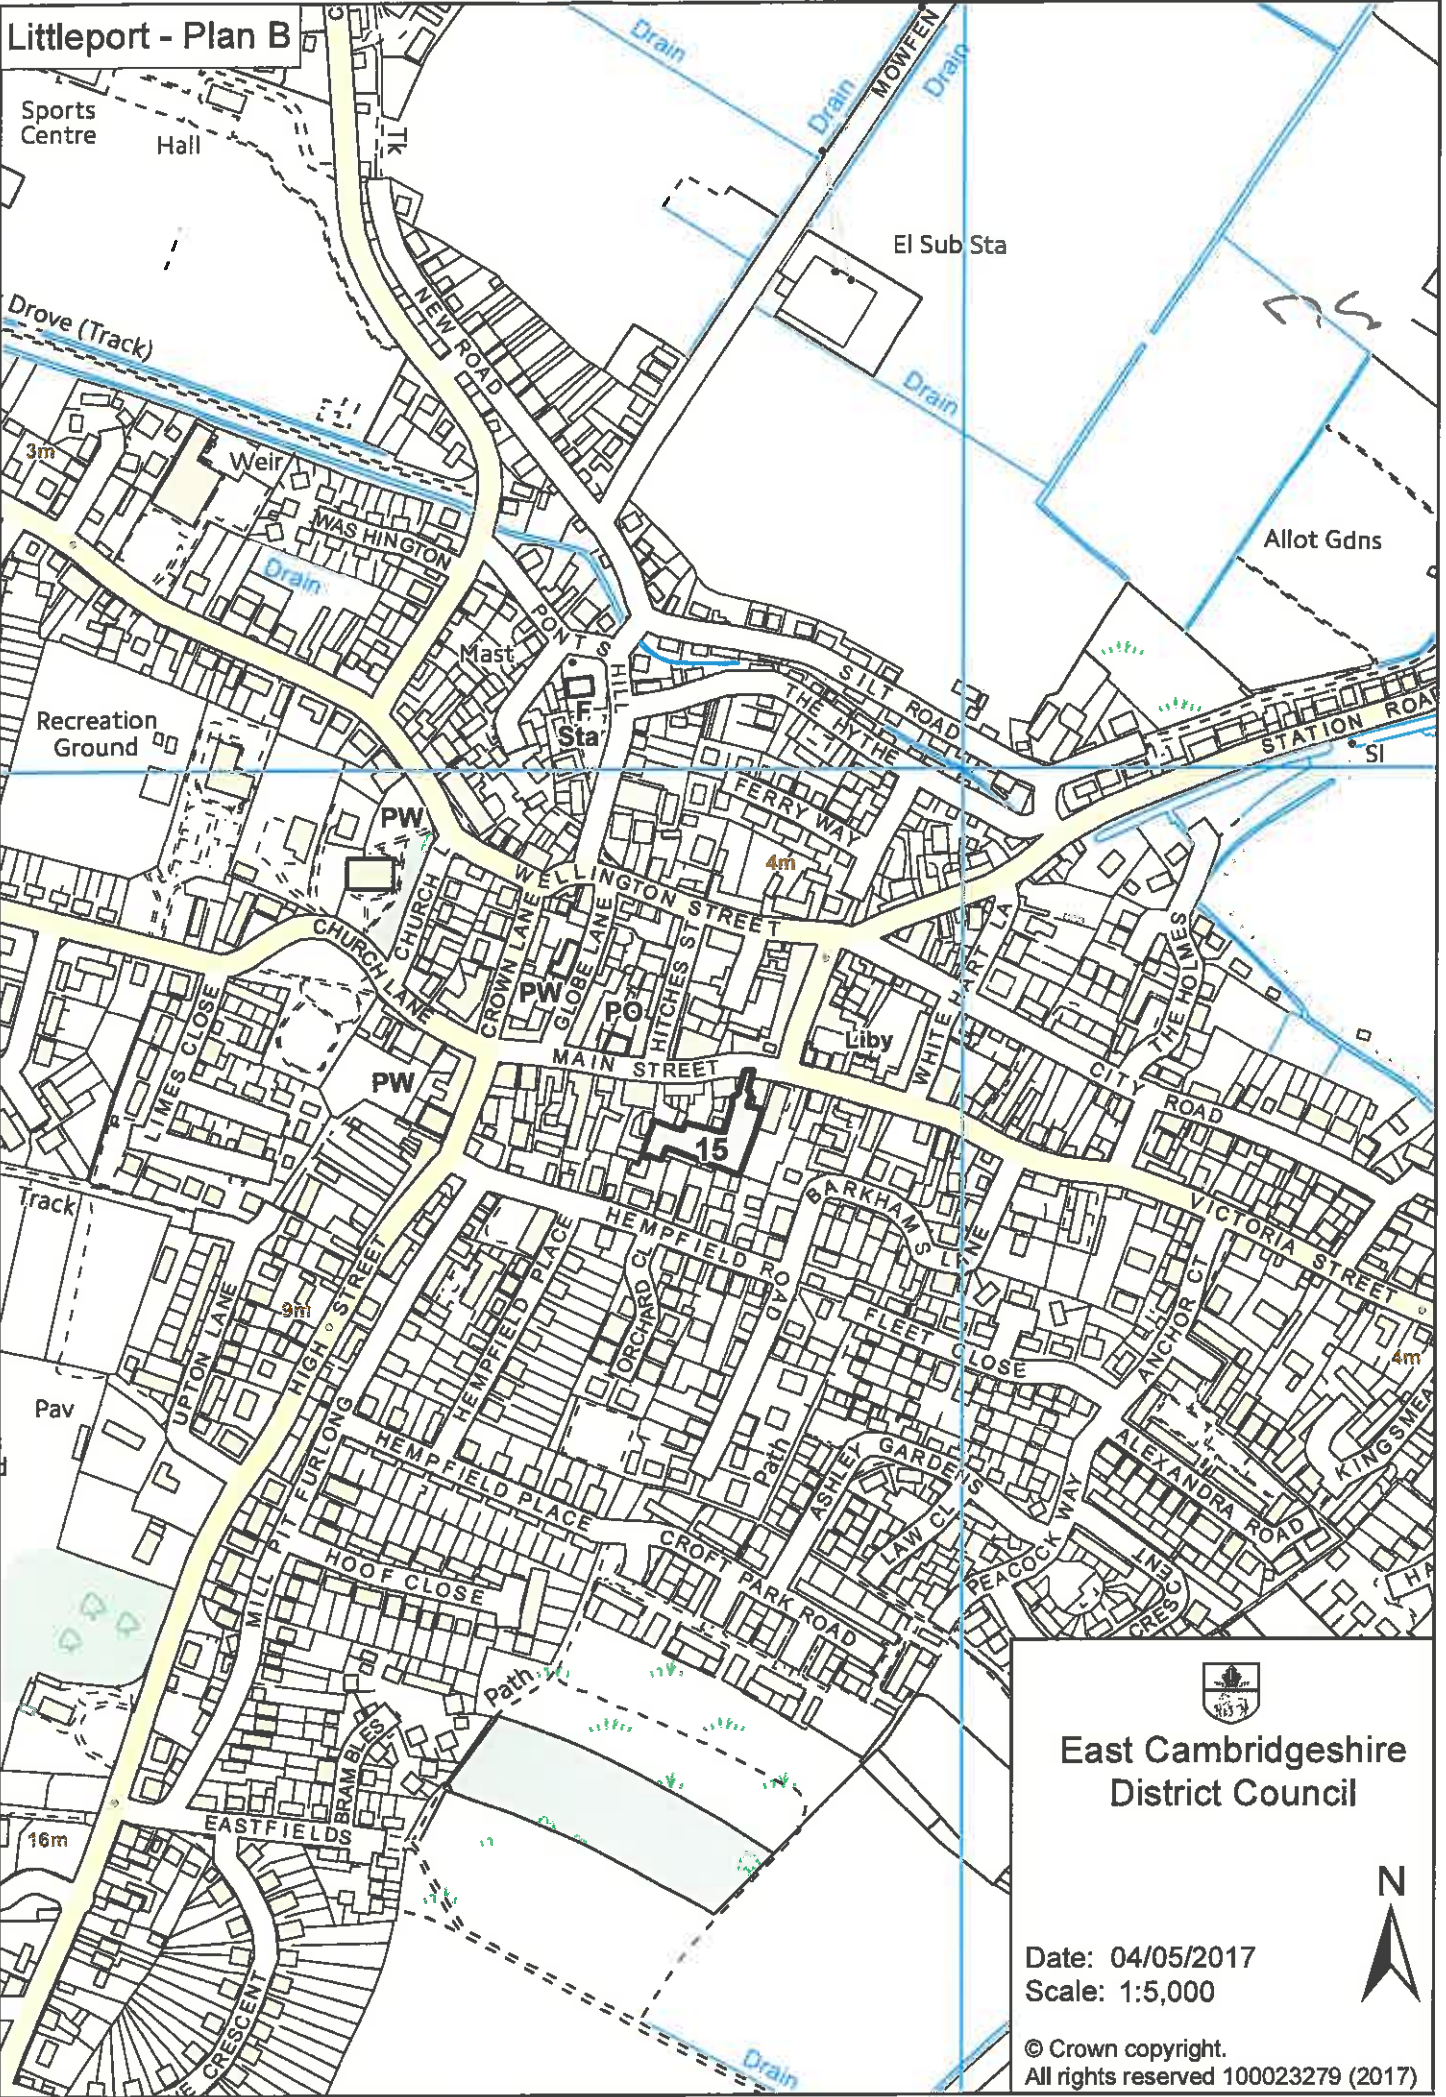 Littleport - Plan B
Sports
Centre
Hall
Tk
Drain
Drain
MOWFEN
Drain
El Sub Sta
Drove (Track)
NEW ROAD
Drain
3m
Weir
WASHINGTON
Drain
Allot Gdns
PONTS HILL
Mast
F
Sta
SILT ROAD
THE HYTHE
STATION ROA
Sl
Recreation
Ground
FERRY WAY
PW
4m
WELLINGTON STREET
CHURCH
CHURCH LANE
CROWN LANE
GLOBE LANE
PW
PO
HITCHES ST
WHITE HART LA
THE HOLMES
Liby
LIMES CLOSE
MAIN STREET
PW
CITY ROAD
15
Track
BARKHAMS LYNE
VICTORIA STREET
HEMPFIELD ROAD
HEMPFIELD PLACE
ORCHARD CL
UPTON LANE
9m
HIGH STREET
FLEET CLOSE
ANCHOR CT
4m
Pav
KINGSMEA
MILL PIT FURLONG
HEMPFIELD PLACE
Path
ASHLEY GARDENS
LAW CL
ALEXANDRA ROAD
PEACOCK WAY
CROFT PARK ROAD
HOOF CLOSE
CRESCENT
CRESCENT
HA
Path
BRAMBLES
EASTFIELDS
16m
CRESCENT
Drain
East Cambridgeshire
District Council
N
Date: 04/05/2017
Scale: 1:5,000
© Crown copyright.
All rights reserved 100023279 (2017)